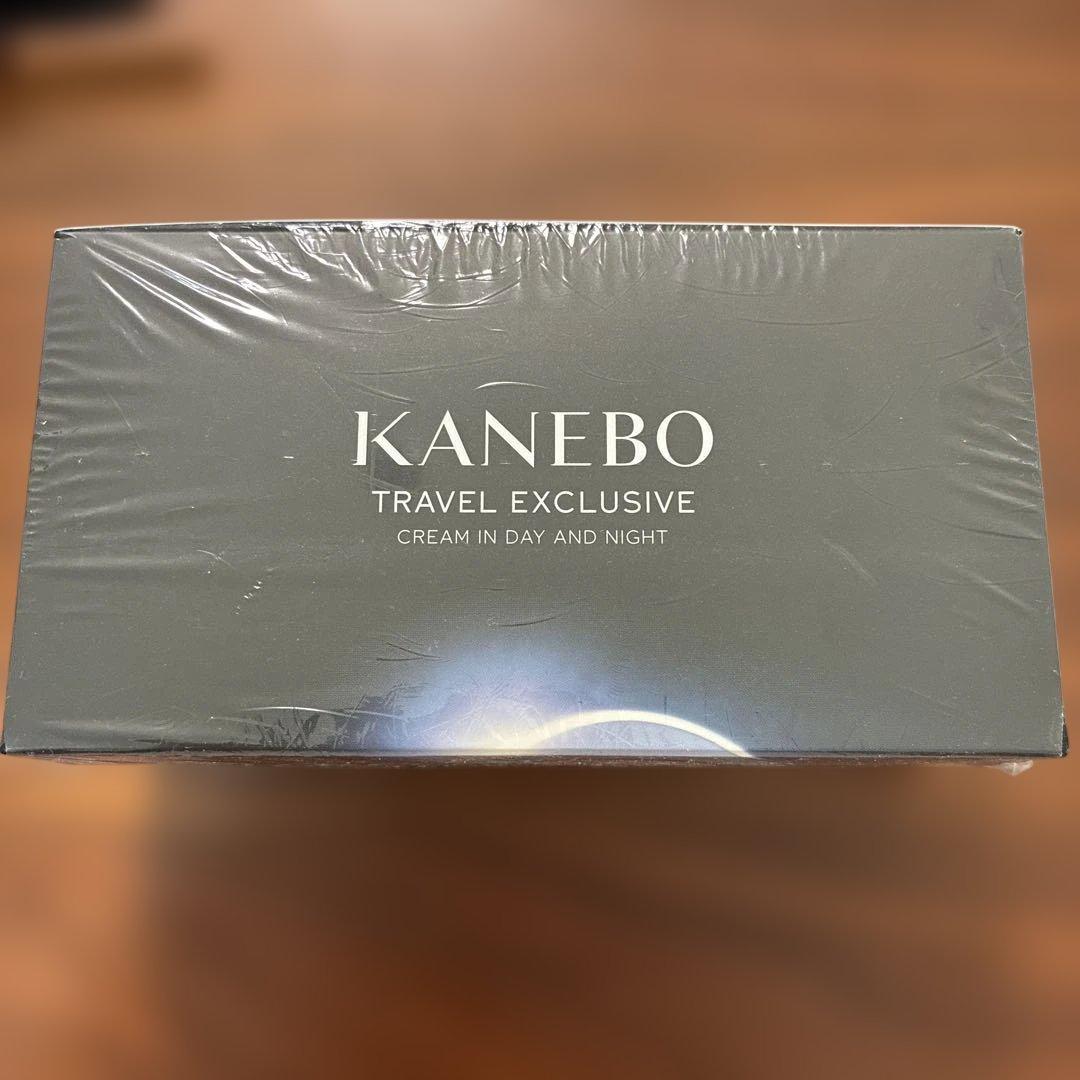 KANEBO
TRAVEL EXCLUSIVE
CREAM IN DAY AND NIGHT